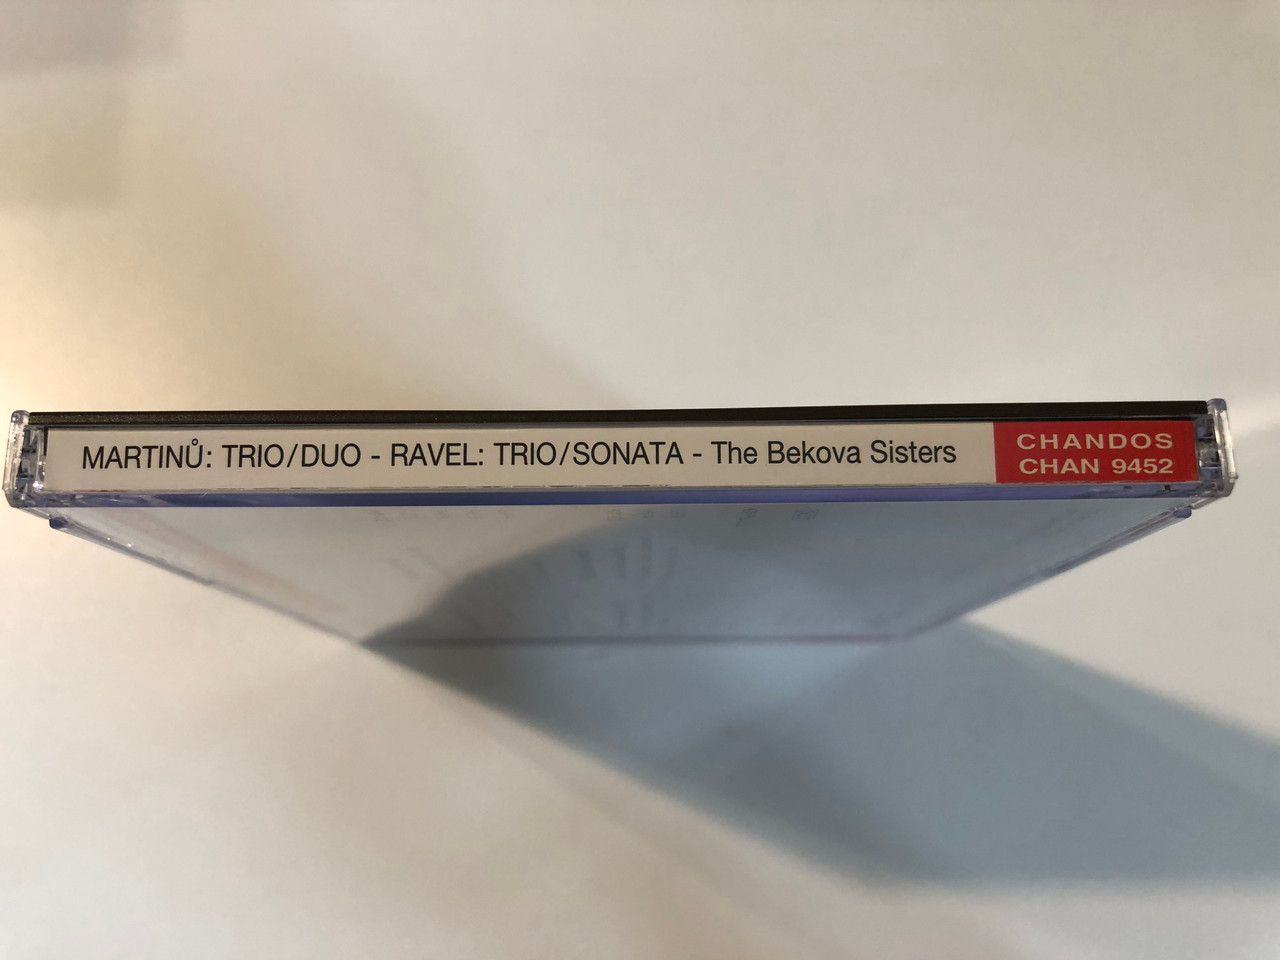 MARTINŮ: TRIO/DUO - RAVEL: TRIO/SONATA - The Bekova Sisters
CHANDOS
CHAN 9452